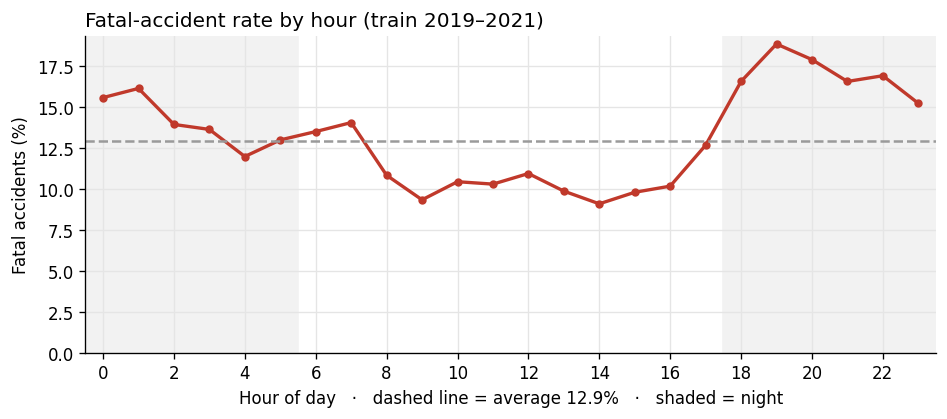 Fatal-accident rate by hour (train 2019–2021)
Fatal accidents (%)
17.5
15.0
12.5
10.0
7.5
5.0
2.5
0.0
0 2 4 6 8 10 12 14 16 18 20 22
Hour of day · dashed line = average 12.9% · shaded = night